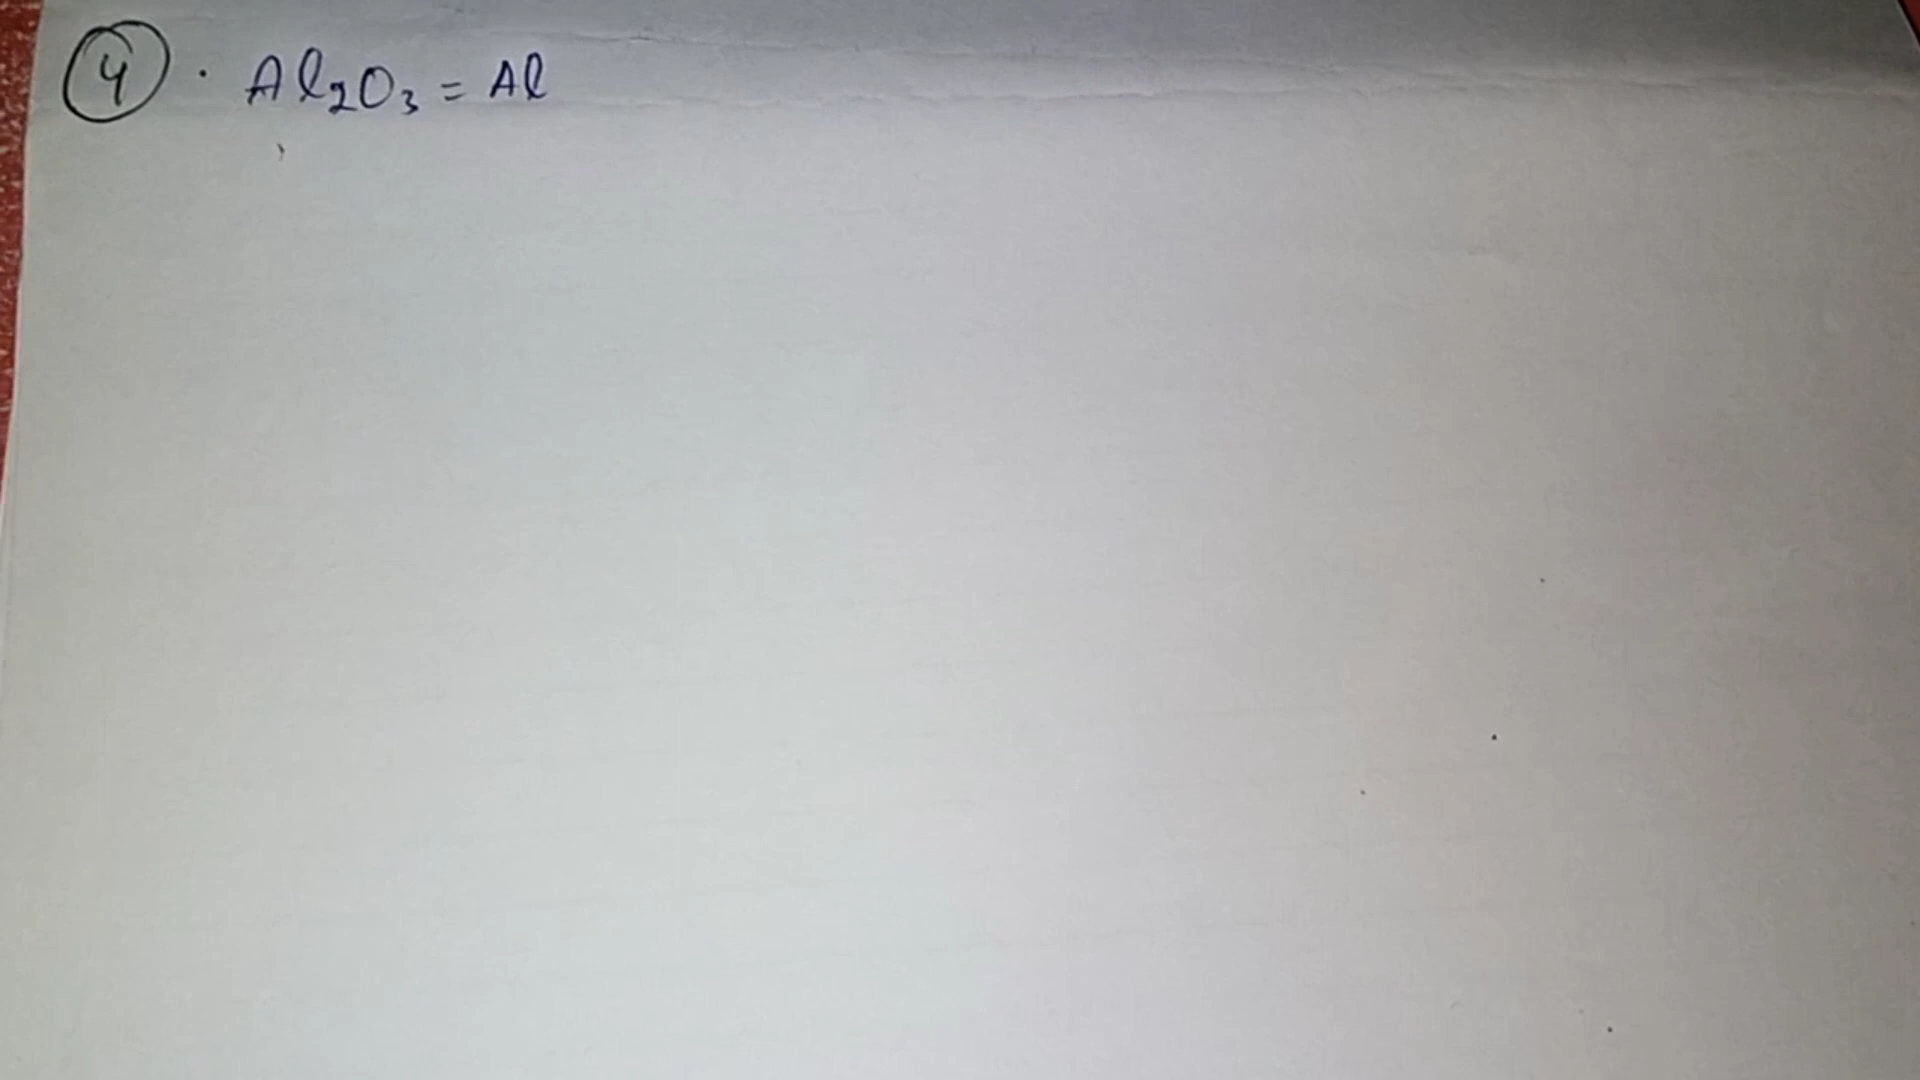 ④. Al₂O₃ = Al